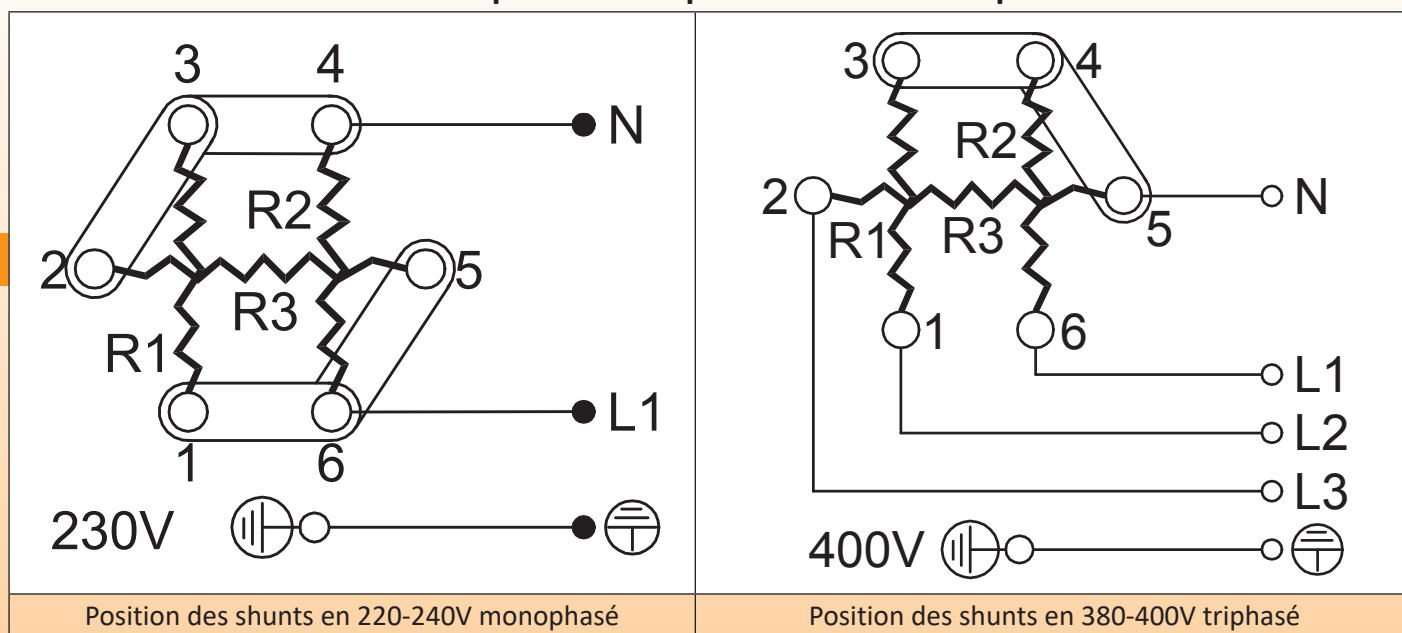 3 4
N
R2
2
5
R3
R1
L1
1 6
230V
Position des shunts en 220-240V monophasé
3 4
R2
2
N
R1 R3
5
1 6
L1
L2
L3
400V
Position des shunts en 380-400V triphasé